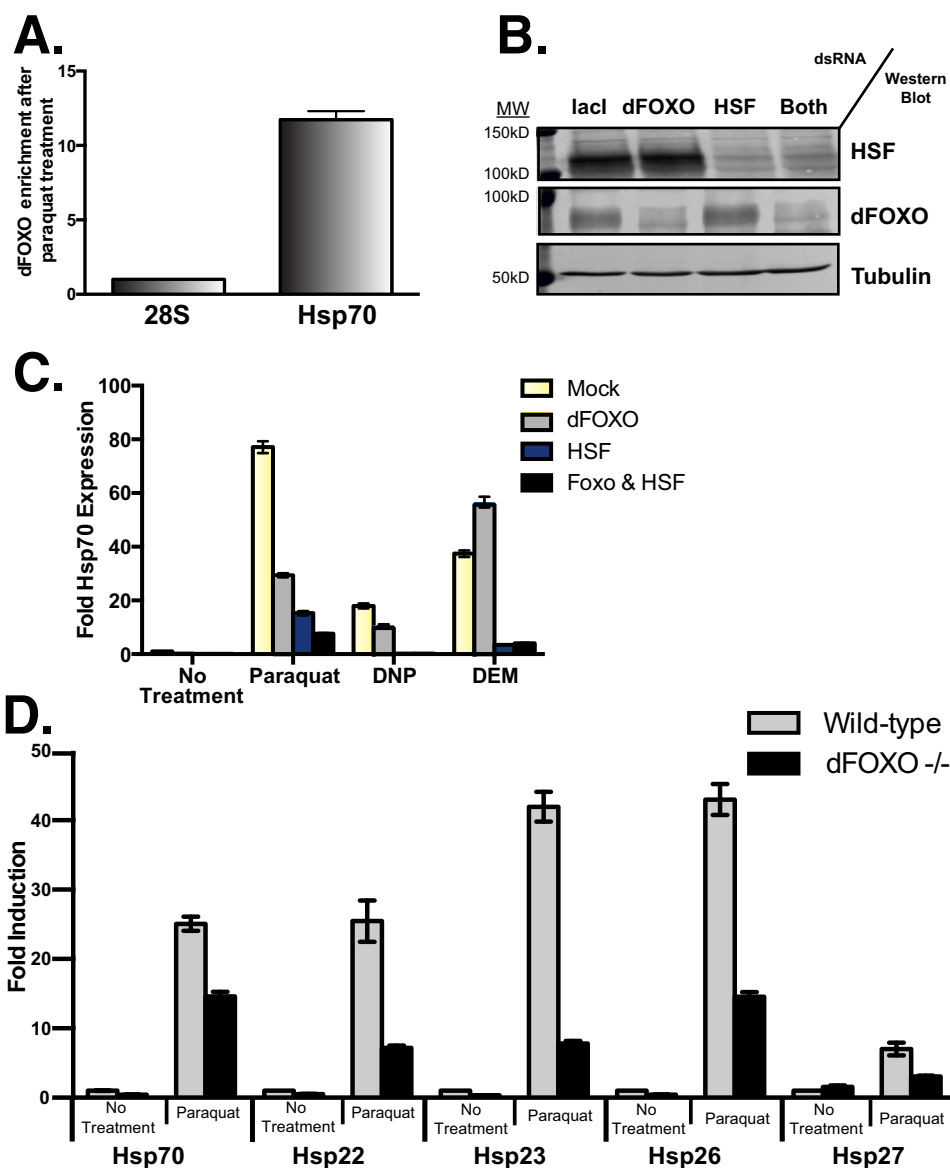 A.
dFOXO enrichment after
paraquat treatment
15
10
5
0
28S
Hsp70
B.
dsRNA
Western
Blot
MW
lacI
dFOXO
HSF
Both
150kD
100kD
HSF
100kD
dFOXO
50kD
Tubulin
C.
Fold Hsp70 Expression
100
80
60
40
20
0
No
Treatment
Paraquat
DNP
DEM
Mock
dFOXO
HSF
Foxo & HSF
D.
Wild-type
dFOXO -/-
Fold Induction
50
40
30
20
10
0
No
Treatment
Paraquat
No
Treatment
Paraquat
No
Treatment
Paraquat
No
Treatment
Paraquat
No
Treatment
Paraquat
Hsp70
Hsp22
Hsp23
Hsp26
Hsp27